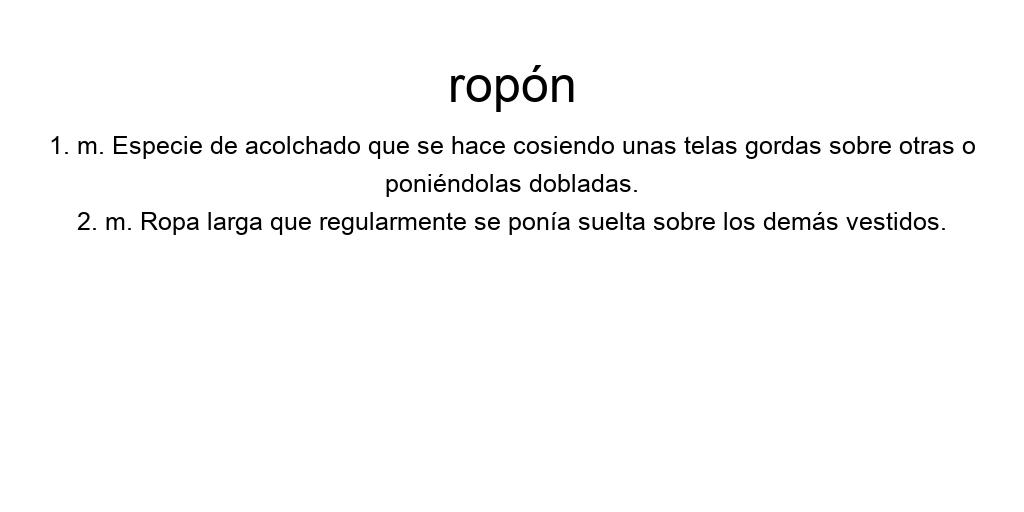 ropón
1. m. Especie de acolchado que se hace cosiendo unas telas gordas sobre otras o
poniéndolas dobladas.
2. m. Ropa larga que regularmente se ponía suelta sobre los demás vestidos.